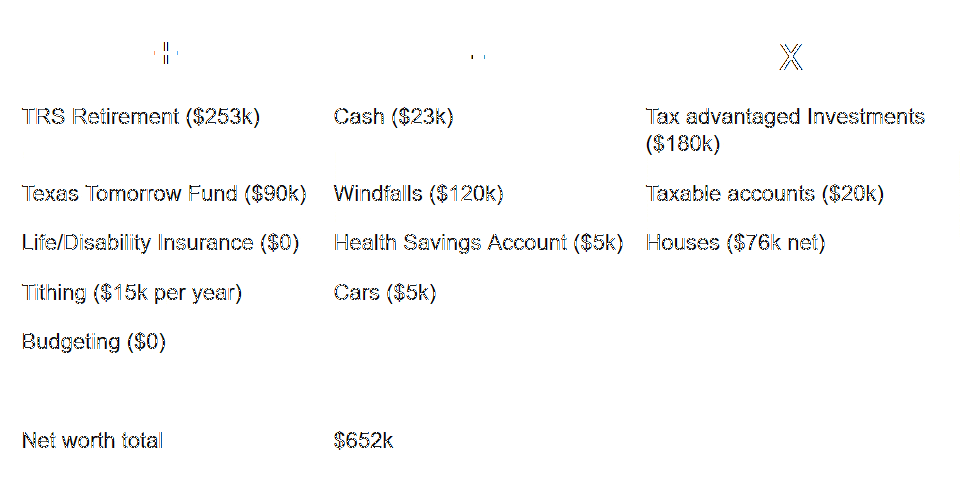 + - X
TRS Retirement ($253k) Cash ($23k) Tax advantaged Investments
($180k)
Texas Tomorrow Fund ($90k) Windfalls ($120k) Taxable accounts ($20k)
Life/Disability Insurance ($0) Health Savings Account ($5k) Houses ($76k net)
Tithing ($15k per year) Cars ($5k)
Budgeting ($0)
Net worth total $652k